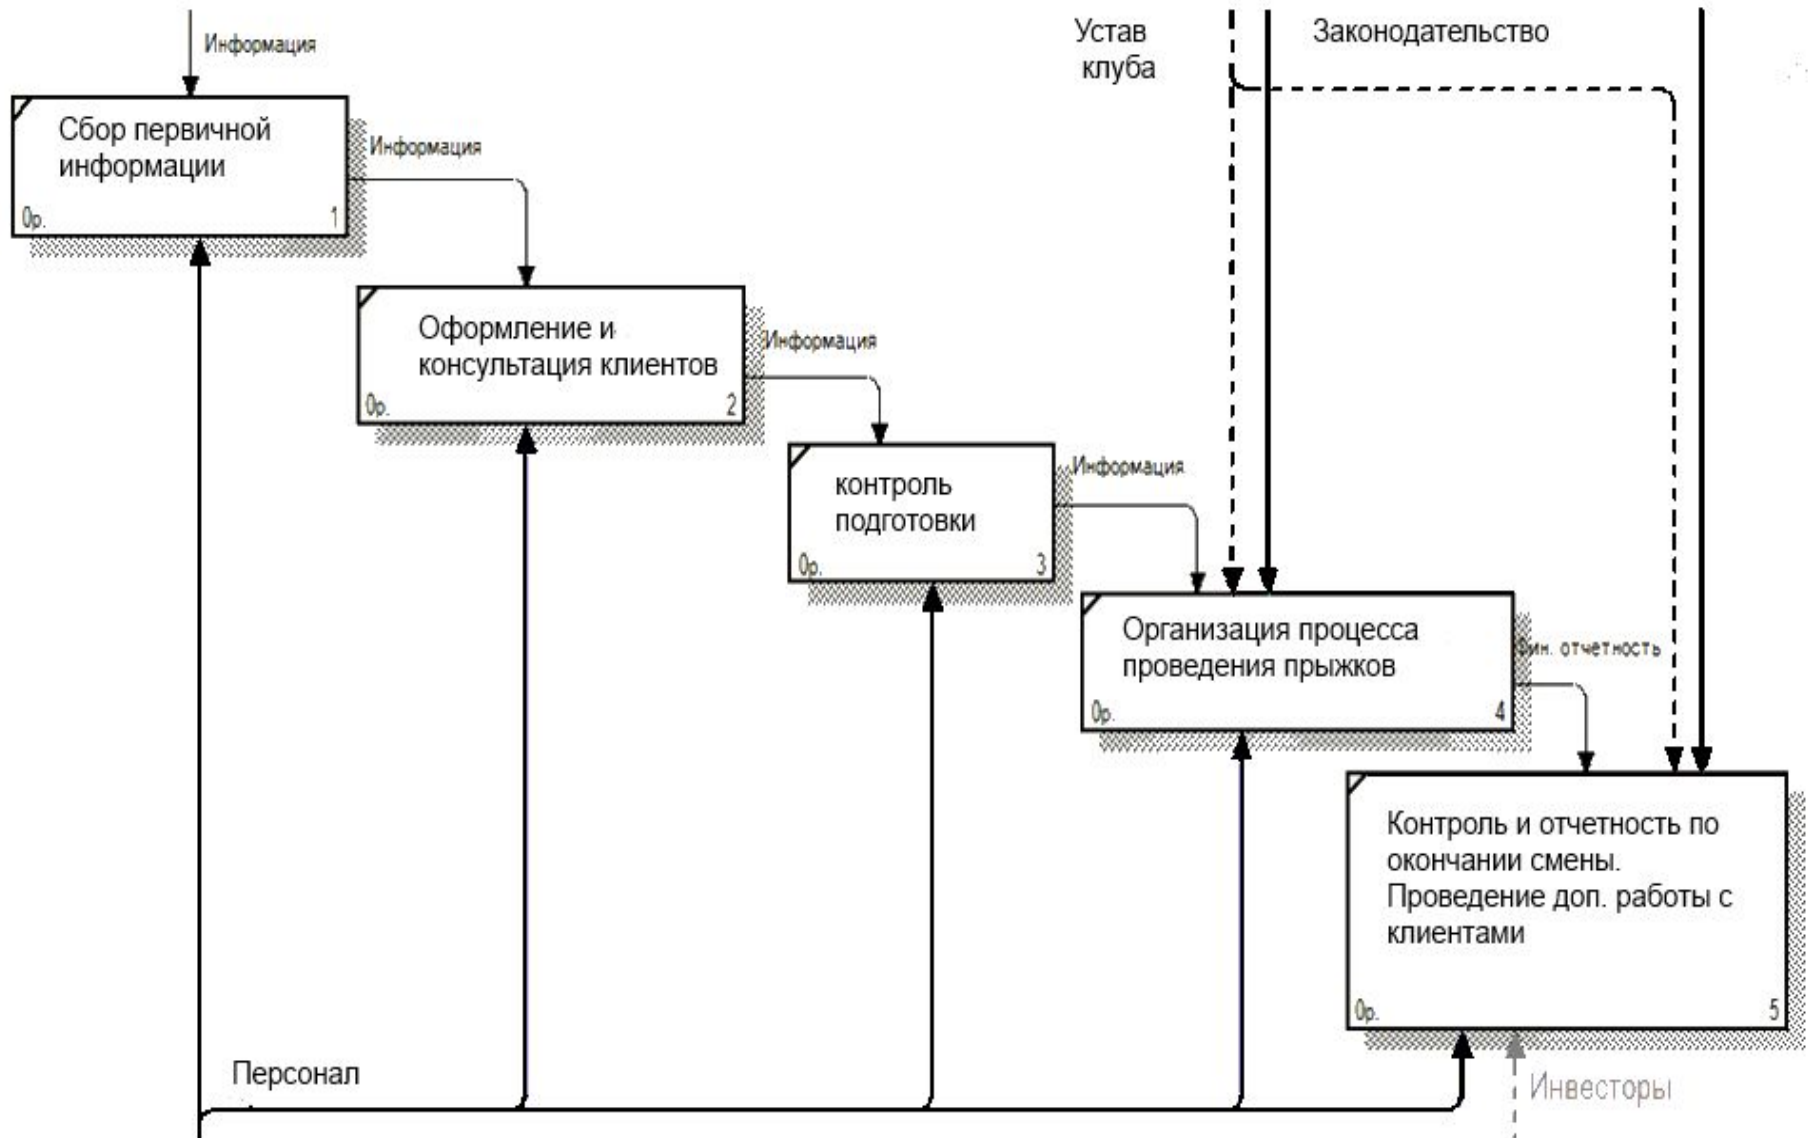 Информация
Устав
клуба
Законодательство
Сбор первичной
информации
0р.
1
Информация
Оформление и
консультация клиентов
0р.
2
Информация
контроль
подготовки
0р.
3
Информация
Организация процесса
проведения прыжков
0р.
4
отчетность
Контроль и отчетность по
окончании смены.
Проведение доп. работы с
клиентами
0р.
5
Персонал
Инвесторы